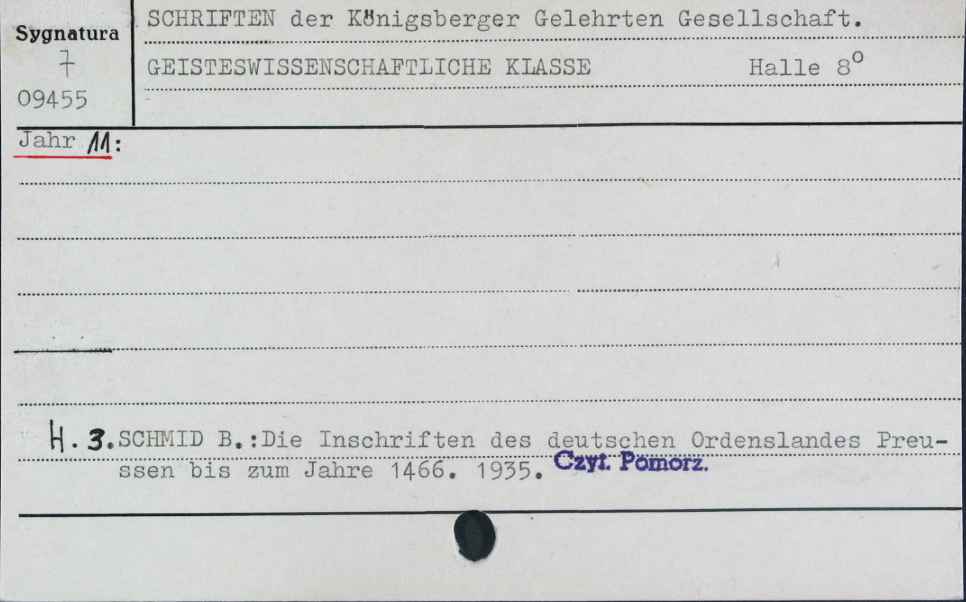 Sygnatura
7
09455
SCHRIFTEN der Königsberger Gelehrten Gesellschaft.
GEISTESWISSENSCHAFTLICHE KLASSE Halle 8°
Jahr 11:
H. 3. SCHMID B.:Die Inschriften des deutschen Ordenslandes Preu-
ssen bis zum Jahre 1466. 1935. Czyt. Pomorz.